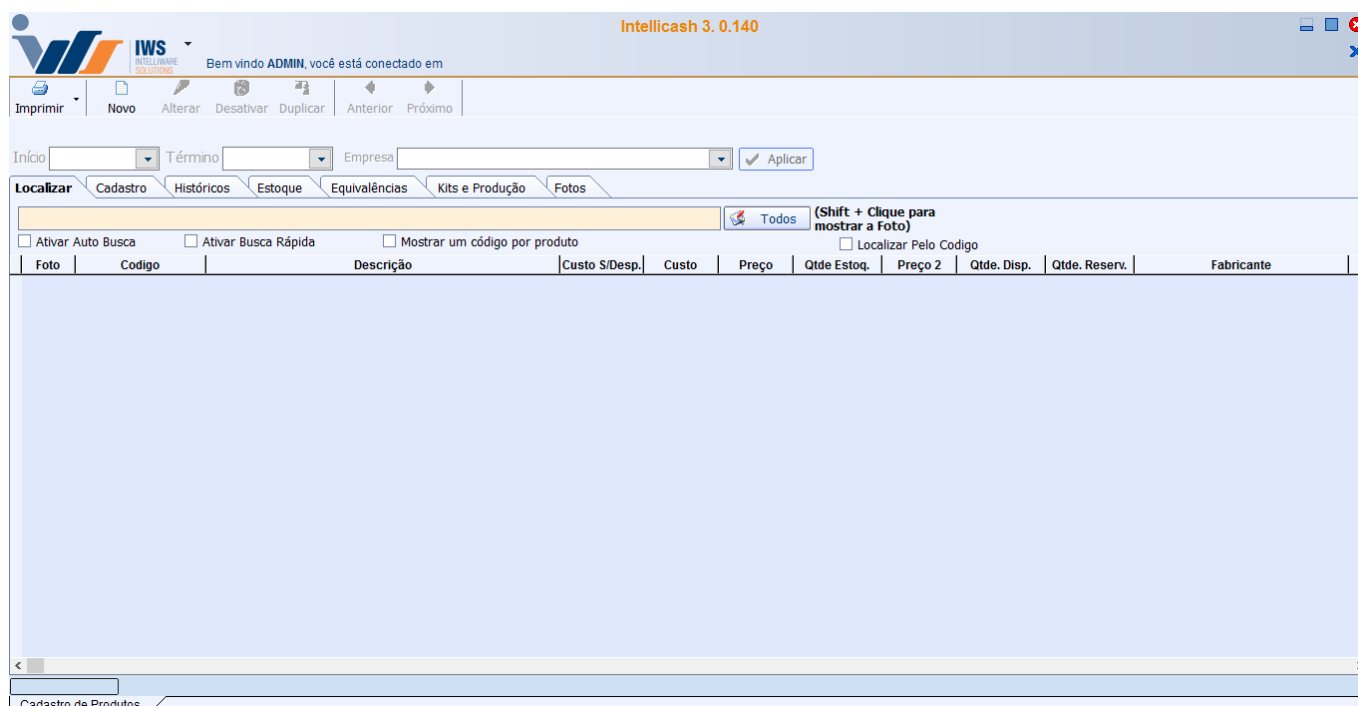 Intellicash 3. 0.140
IWS
INTELLIWARE
SOLUTIONS
Bem vindo ADMIN, você está conectado em
Imprimir Novo Alterar Desativar Duplicar Anterior Próximo
Início Término Empresa Aplicar
Localizar Cadastro Históricos Estoque Equivalências Kits e Produção Fotos
Todos (Shift + Clique para
mostrar a Foto)
Ativar Auto Busca Ativar Busca Rápida Mostrar um código por produto Localizar Pelo Codigo
Foto Codigo Descrição Custo S/Desp. Custo Preço Qtde Estoq. Preço 2 Qtde. Disp. Qtde. Reserv. Fabricante
Cadastro de Produtos